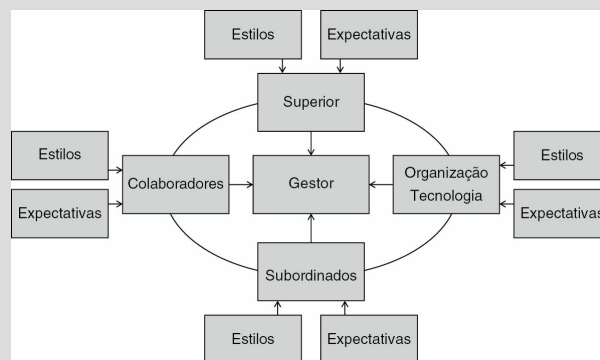 Estilos
Expectativas
Superior
Estilos
Expectativas
Colaboradores
Gestor
Organização
Tecnologia
Estilos
Expectativas
Subordinados
Estilos
Expectativas